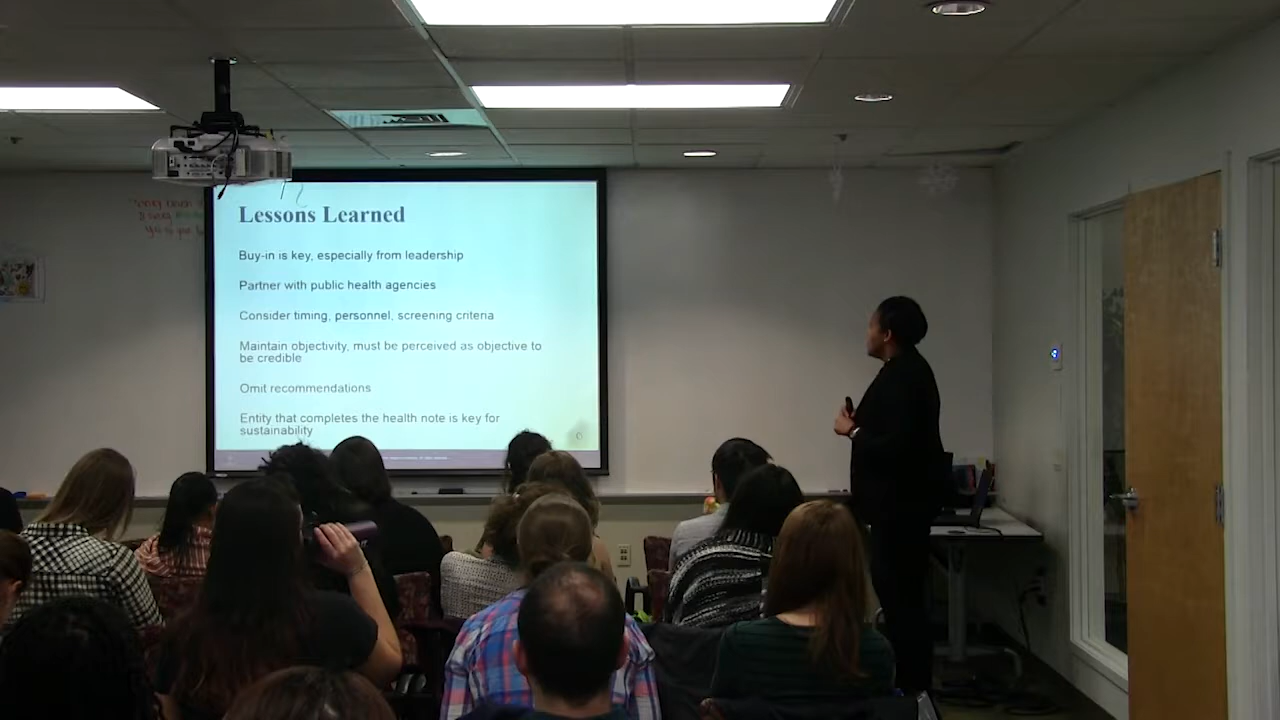 Lessons Learned
Buy-in is key, especially from leadership
Partner with public health agencies
Consider timing, personnel, screening criteria
Maintain objectivity, must be perceived as objective to
be credible
Omit recommendations
Entity that completes the health note is key for
sustainability
6